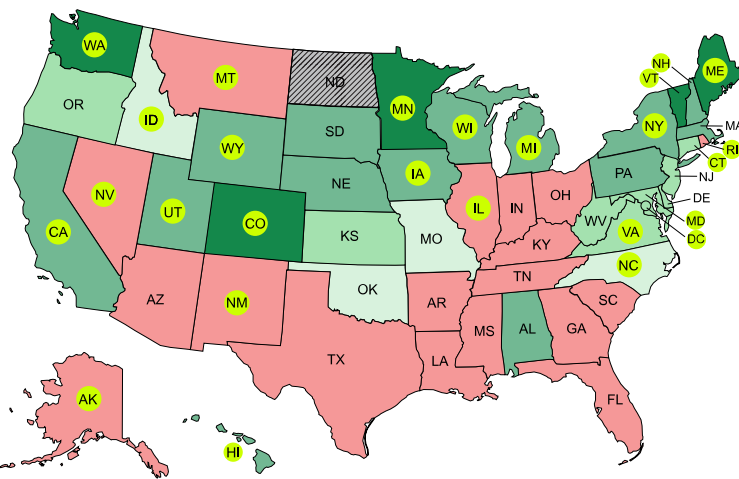 WA
NH
VT
ME
MT
ND
MN
OR
ID
WI
NY
MA
SD
MI
RI
WY
CT
IA
PA
NJ
NE
NV
OH
DE
UT
IL
IN
WV
MD
CA
CO
VA
DC
KS
MO
KY
NC
TN
OK
AZ
NM
AR
SC
MS
AL
GA
TX
LA
AK
FL
HI